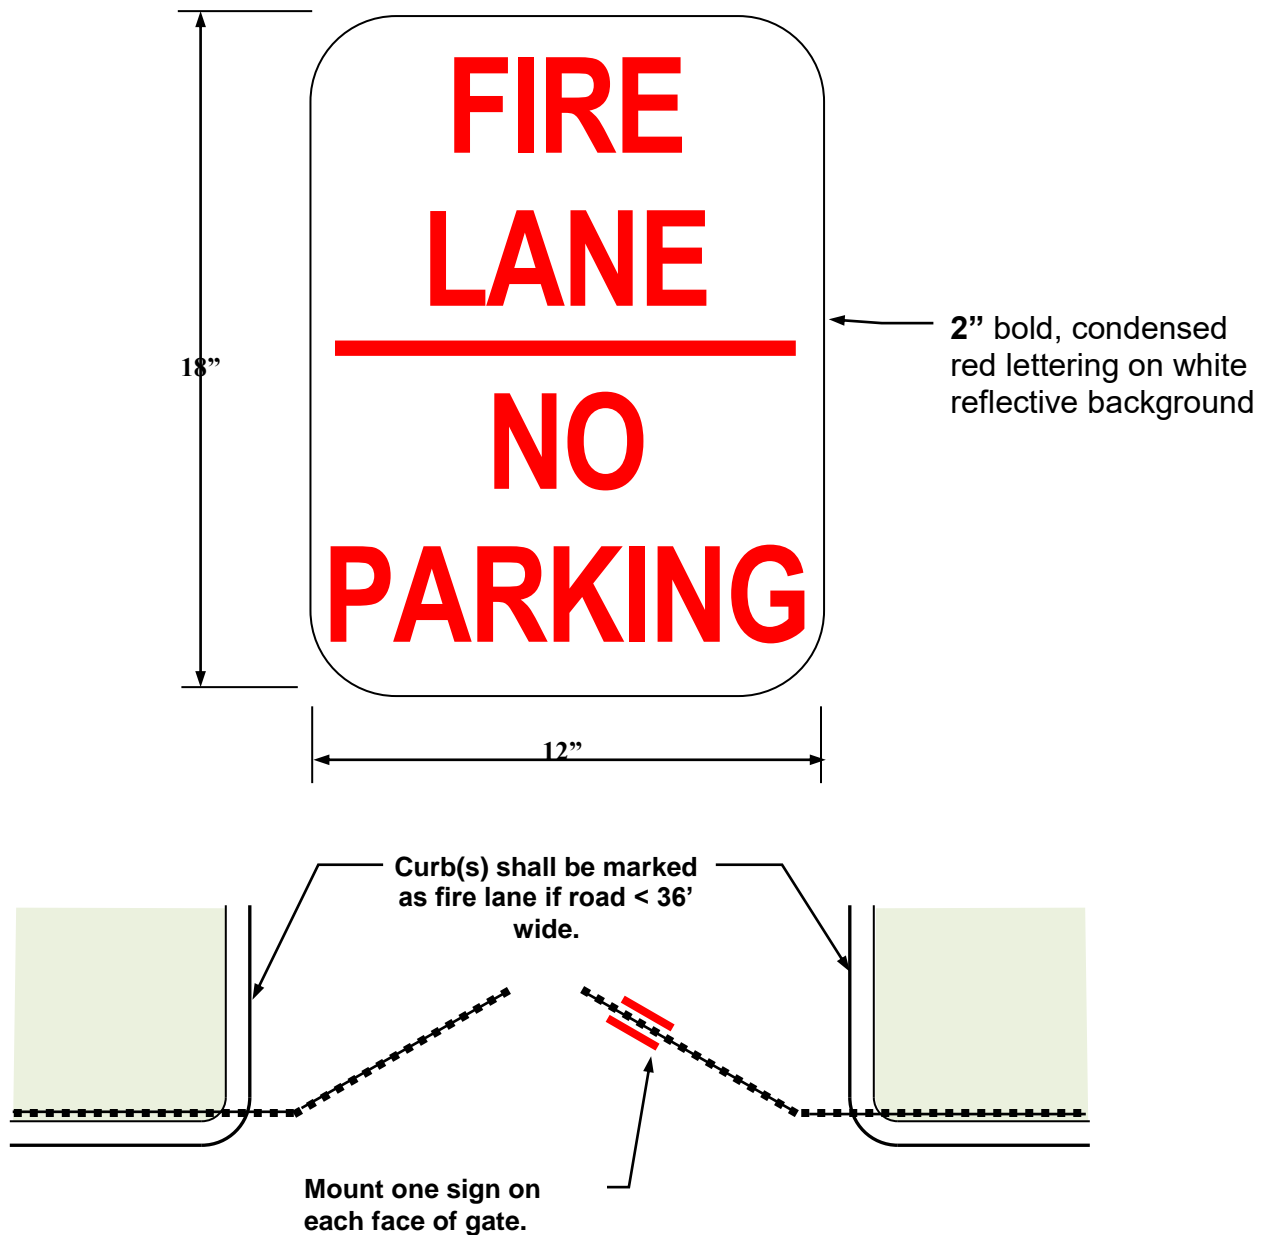 FIRE
LANE
NO
PARKING
18”
2” bold, condensed
red lettering on white
reflective background
12”
Curb(s) shall be marked
as fire lane if road < 36’
wide.
Mount one sign on
each face of gate.